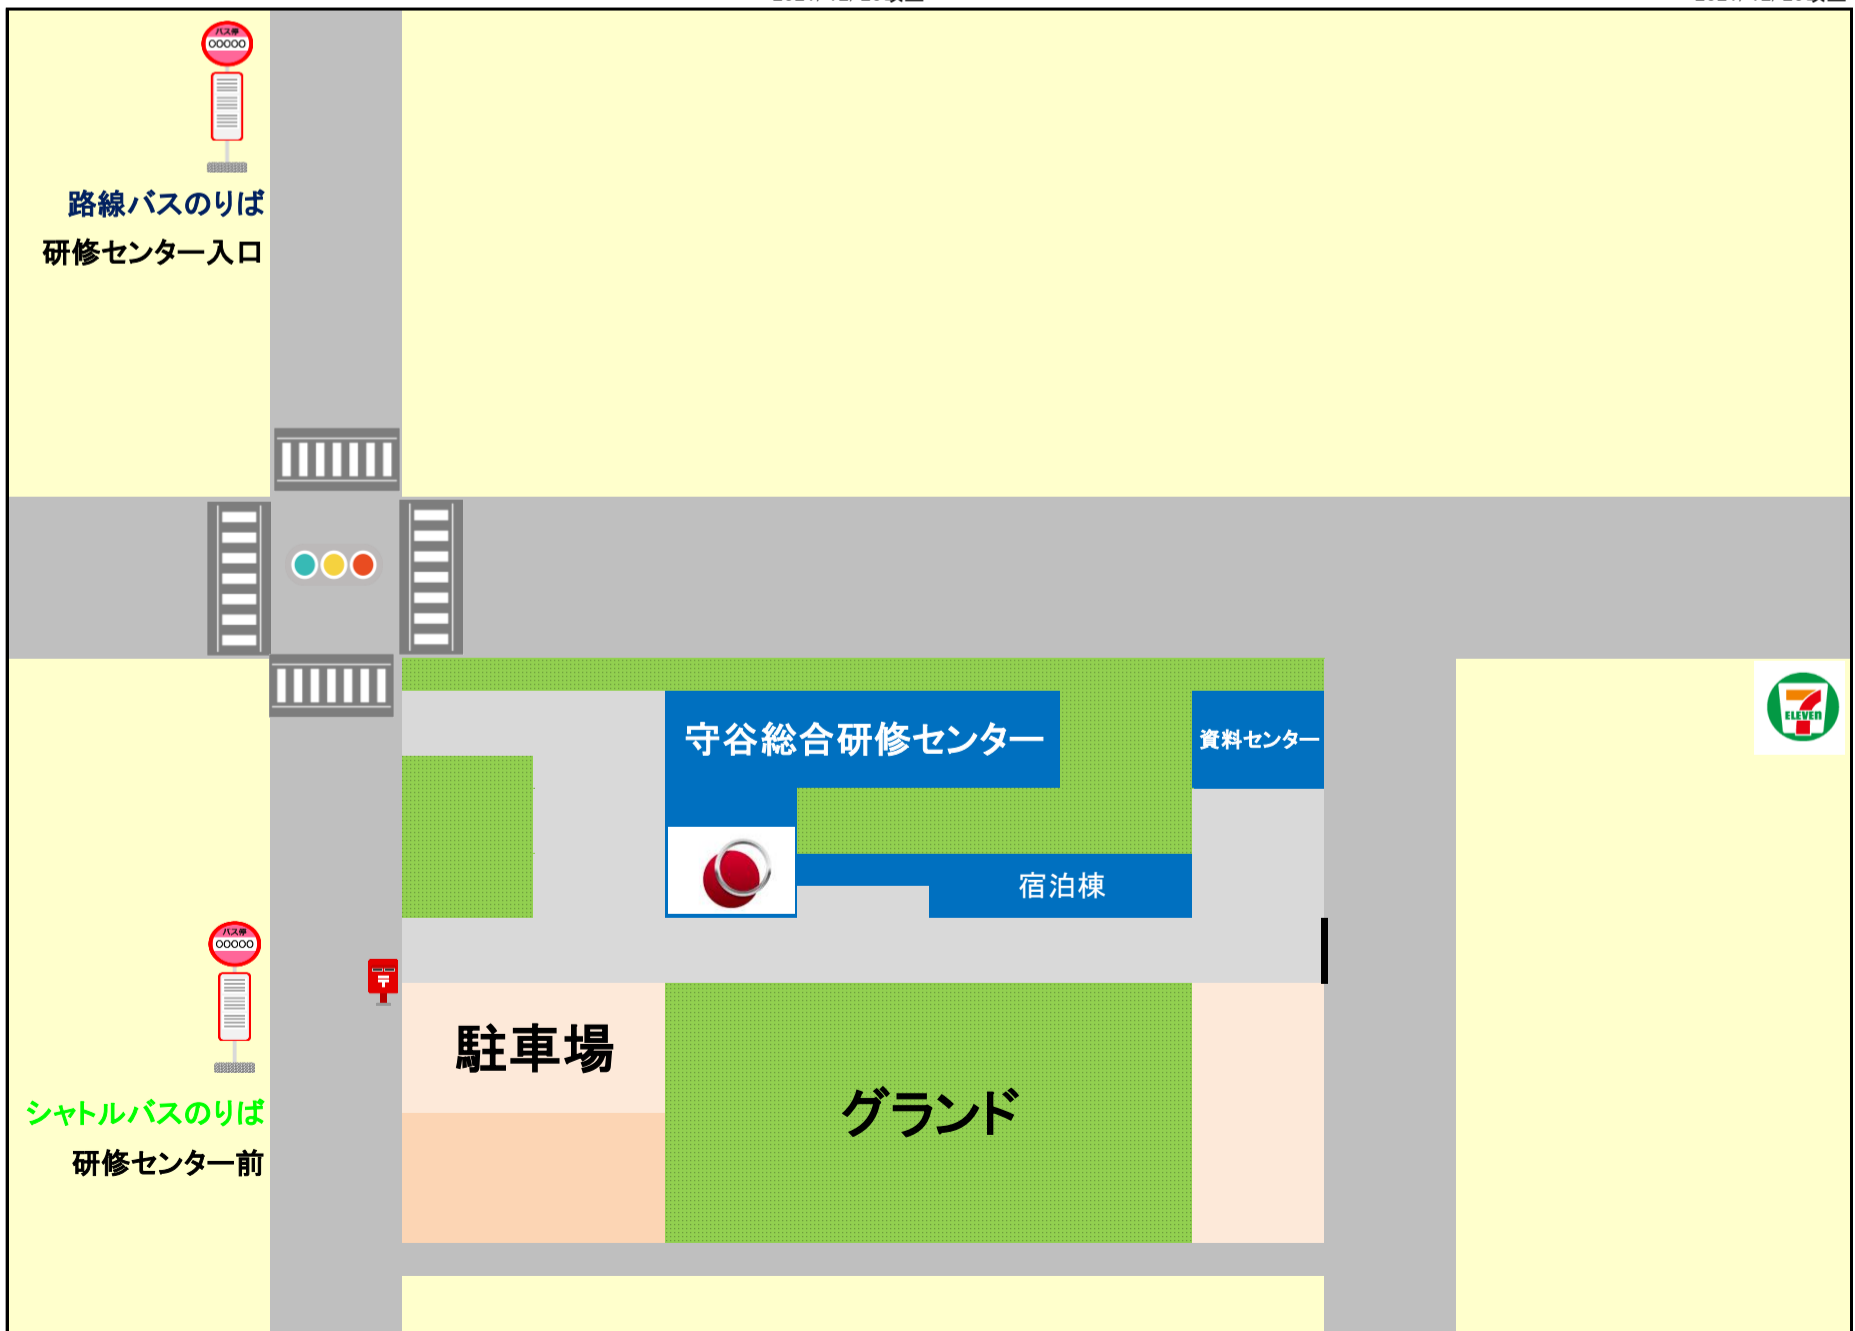 バス停
00000
路線バスのりば
研修センター入口
守谷総合研修センター
資料センター
7
ELEVEN
宿泊棟
バス停
00000
〒
駐車場
グランド
シャトルバスのりば
研修センター前